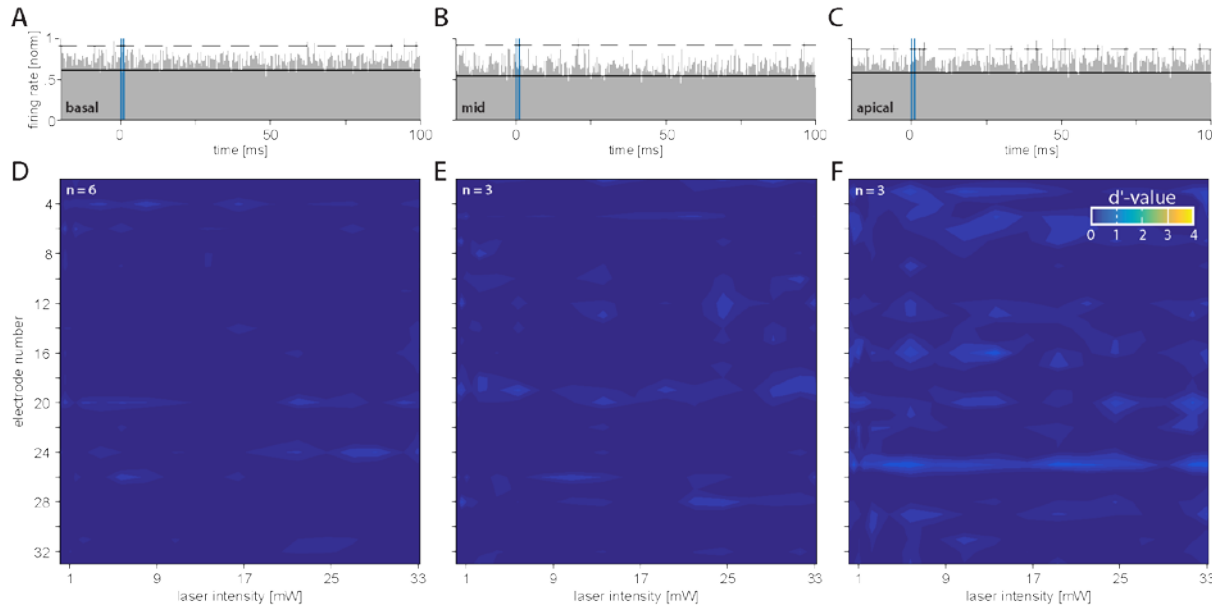 A
B
C
firing rate [norm]
1
.5
0
basal
mid
apical
0 50 100
0 50 100
0 50 100
time [ms]
time [ms]
time [ms]
D
E
F
n = 6
n = 3
n = 3
d'-value
0 1 2 3 4
electrode number
4
8
12
16
20
24
28
32
1 9 17 25 33
1 9 17 25 33
1 9 17 25 33
laser intensity [mW]
laser intensity [mW]
laser intensity [mW]